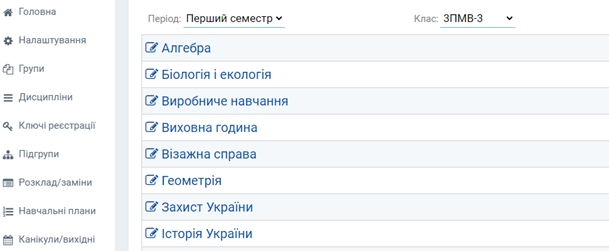 Головна
Налаштування
Групи
Дисципліни
Ключі реєстрації
Підгрупи
Розклад/заміни
Навчальні плани
Канікули/вихідні
Період: Перший семестр Клас: ЗПМВ-3
Алгебра
Біологія і екологія
Виробниче навчання
Виховна година
Візажна справа
Геометрія
Захист України
Історія України